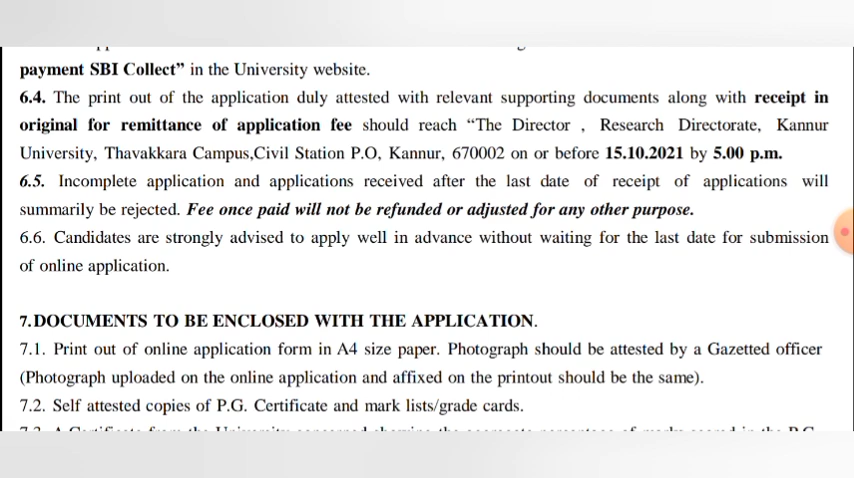 payment SBI Collect” in the University website.
6.4. The print out of the application duly attested with relevant supporting documents along with receipt in
original for remittance of application fee should reach “The Director , Research Directorate, Kannur
University, Thavakkara Campus,Civil Station P.O, Kannur, 670002 on or before 15.10.2021 by 5.00 p.m.
6.5. Incomplete application and applications received after the last date of receipt of applications will
summarily be rejected. Fee once paid will not be refunded or adjusted for any other purpose.
6.6. Candidates are strongly advised to apply well in advance without waiting for the last date for submission
of online application.
7.DOCUMENTS TO BE ENCLOSED WITH THE APPLICATION.
7.1. Print out of online application form in A4 size paper. Photograph should be attested by a Gazetted officer
(Photograph uploaded on the online application and affixed on the printout should be the same).
7.2. Self attested copies of P.G. Certificate and mark lists/grade cards.